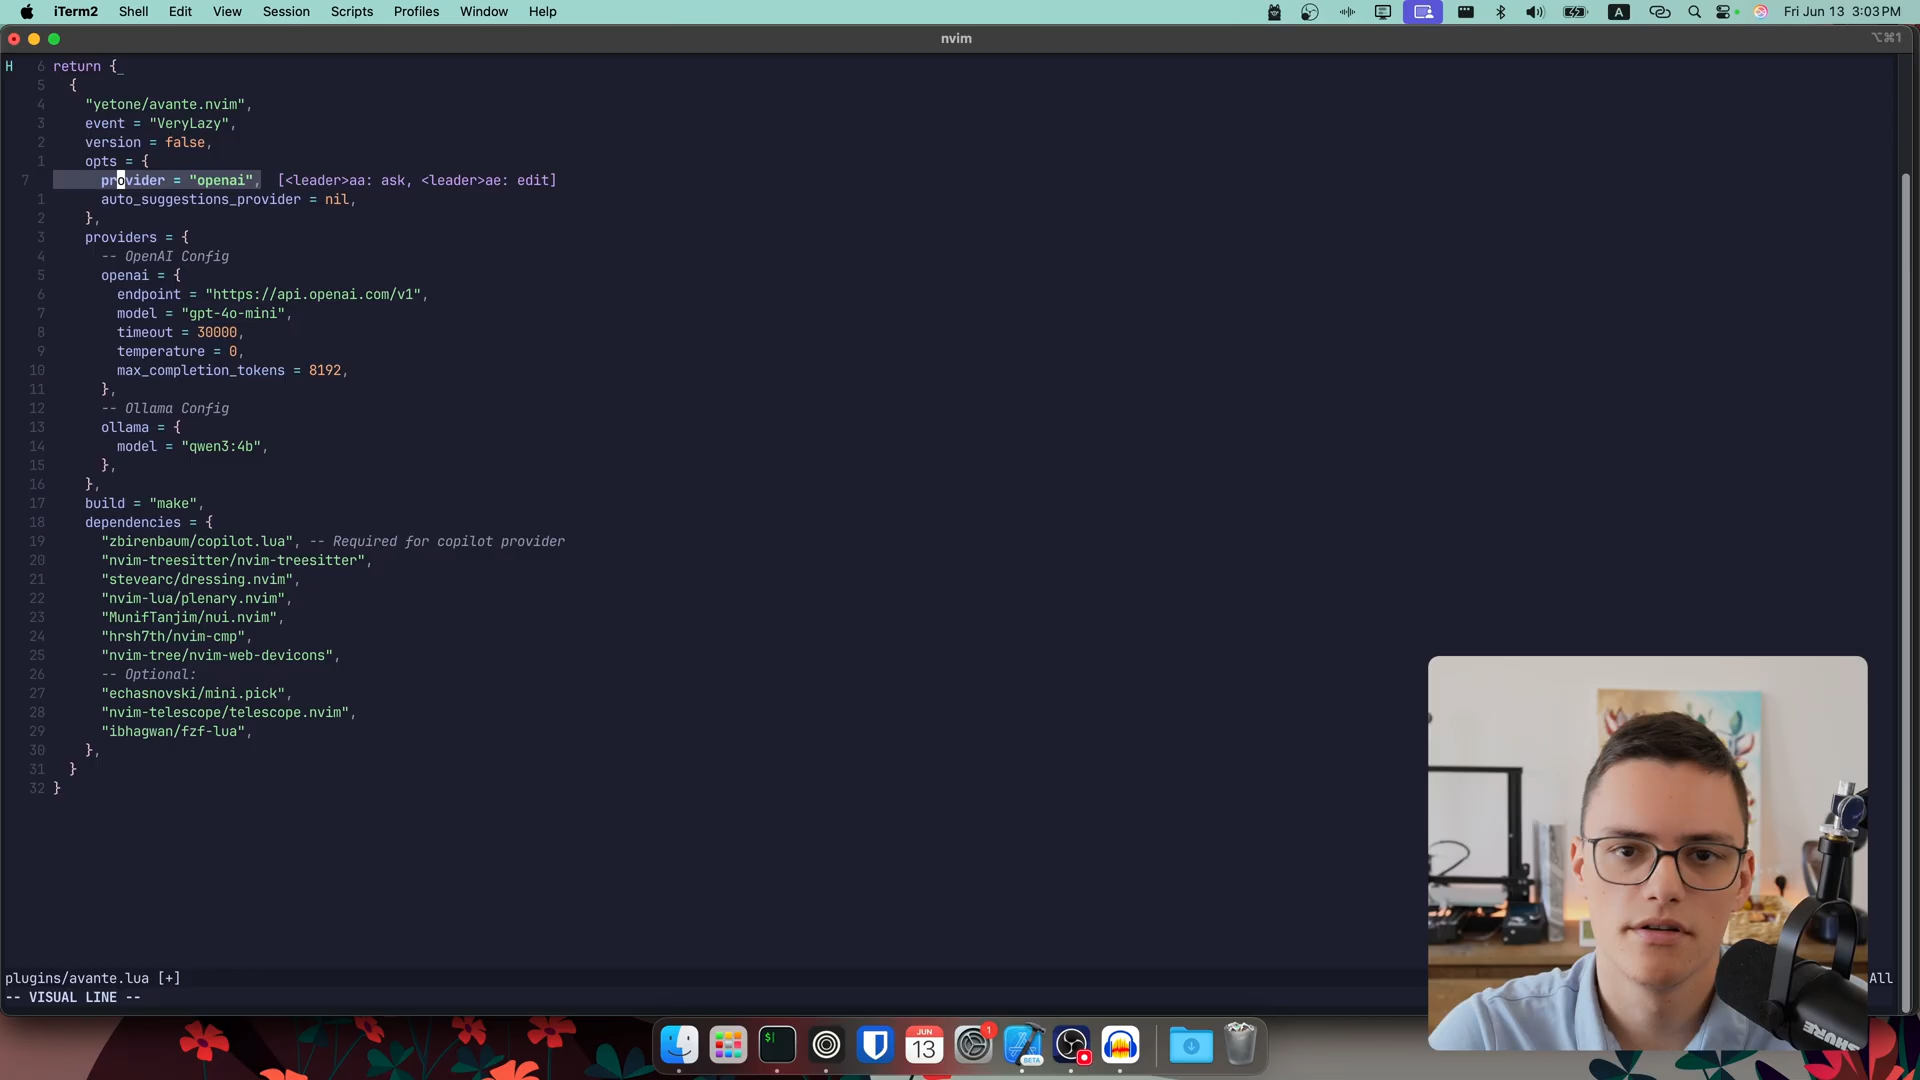 iTerm2 Shell Edit View Session Scripts Profiles Window Help A Fri Jun 13 3:03 PM
nvim ⌥⌘1
H 6 return {
5 {
4 "yetone/avante.nvim",
3 event = "VeryLazy",
2 version = false,
1 opts = {
7 provider = "openai", [<leader>aa: ask, <leader>ae: edit]
1 auto_suggestions_provider = nil,
2 },
3 providers = {
4 -- OpenAI Config
5 openai = {
6 endpoint = "https://api.openai.com/v1",
7 model = "gpt-4o-mini",
8 timeout = 30000,
9 temperature = 0,
10 max_completion_tokens = 8192,
11 },
12 -- Ollama Config
13 ollama = {
14 model = "qwen3:4b",
15 },
16 },
17 build = "make",
18 dependencies = {
19 "zbirenbaum/copilot.lua", -- Required for copilot provider
20 "nvim-treesitter/nvim-treesitter",
21 "stevearc/dressing.nvim",
22 "nvim-lua/plenary.nvim",
23 "MunifTanjim/nui.nvim",
24 "hrsh7th/nvim-cmp",
25 "nvim-tree/nvim-web-devicons",
26 -- Optional:
27 "echasnovski/mini.pick",
28 "nvim-telescope/telescope.nvim",
29 "ibhagwan/fzf-lua",
30 },
31 }
32 }
plugins/avante.lua [+] All
-- VISUAL LINE --
SHURE
$
JUN
13
1
BETA